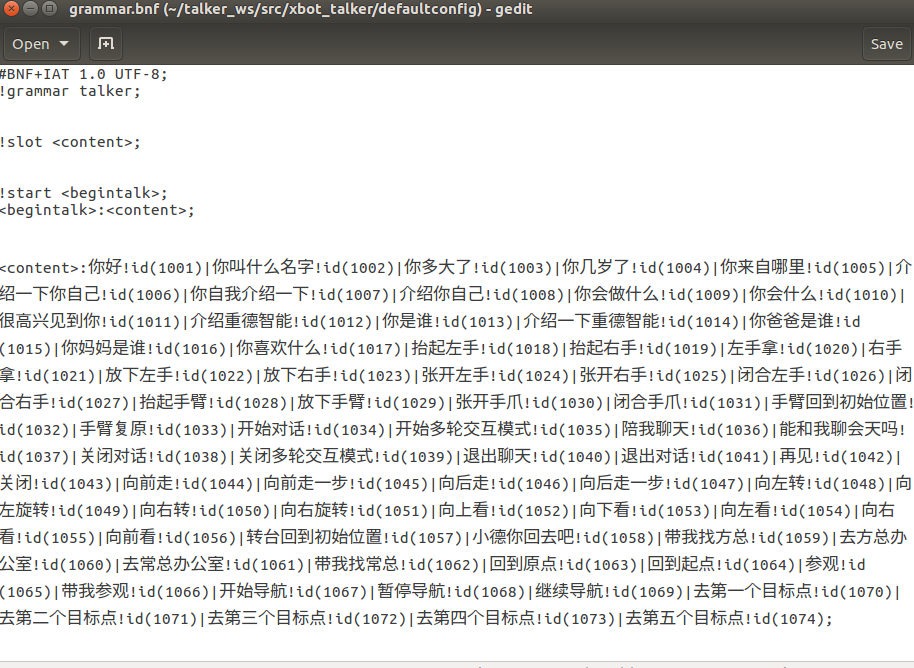 grammar.bnf (~/talker_ws/src/xbot_talker/defaultconfig) - gedit
Open
Save
#BNF+IAT 1.0 UTF-8;
!grammar talker;
!slot <content>;
!start <begintalk>;
<begintalk>:<content>;
<content>:你好!id(1001)|你叫什么名字!id(1002)|你多大了!id(1003)|你几岁了!id(1004)|你来自哪里!id(1005)|介
绍一下你自己!id(1006)|你自我介绍一下!id(1007)|介绍你自己!id(1008)|你会做什么!id(1009)|你会什么!id(1010)|
很高兴见到你!id(1011)|介绍重德智能!id(1012)|你是谁!id(1013)|介绍一下重德智能!id(1014)|你爸爸是谁!id
(1015)|你妈妈是谁!id(1016)|你喜欢什么!id(1017)|抬起左手!id(1018)|抬起右手!id(1019)|左手拿!id(1020)|右手
拿!id(1021)|放下左手!id(1022)|放下右手!id(1023)|张开左手!id(1024)|张开右手!id(1025)|闭合左手!id(1026)|闭
合右手!id(1027)|抬起手臂!id(1028)|放下手臂!id(1029)|张开手爪!id(1030)|闭合手爪!id(1031)|手臂回到初始位置!
id(1032)|手臂复原!id(1033)|开始对话!id(1034)|开始多轮交互模式!id(1035)|陪我聊天!id(1036)|能和我聊会天吗!
id(1037)|关闭对话!id(1038)|关闭多轮交互模式!id(1039)|退出聊天!id(1040)|退出对话!id(1041)|再见!id(1042)|
关闭!id(1043)|向前走!id(1044)|向前走一步!id(1045)|向后走!id(1046)|向后走一步!id(1047)|向左转!id(1048)|向
左旋转!id(1049)|向右转!id(1050)|向右旋转!id(1051)|向上看!id(1052)|向下看!id(1053)|向左看!id(1054)|向右
看!id(1055)|向前看!id(1056)|转台回到初始位置!id(1057)|小德你回去吧!id(1058)|带我找方总!id(1059)|去方总办
公室!id(1060)|去常总办公室!id(1061)|带我找常总!id(1062)|回到原点!id(1063)|回到起点!id(1064)|参观!id
(1065)|带我参观!id(1066)|开始导航!id(1067)|暂停导航!id(1068)|继续导航!id(1069)|去第一个目标点!id(1070)|
去第二个目标点!id(1071)|去第三个目标点!id(1072)|去第四个目标点!id(1073)|去第五个目标点!id(1074);